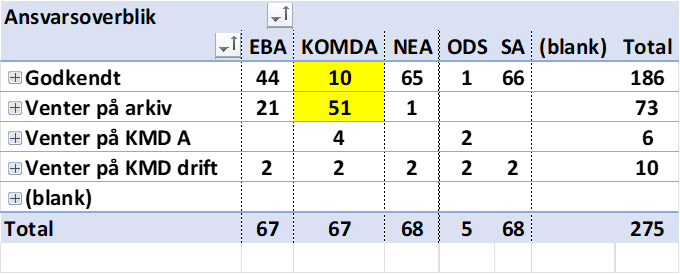 Ansvarsoverblik
EBA KOMDA NEA ODS SA (blank) Total
Godkendt 44 10 65 1 66 186
Venter på arkiv 21 51 1 73
Venter på KMD A 4 2 6
Venter på KMD drift 2 2 2 2 2 10
(blank)
Total 67 67 68 5 68 275